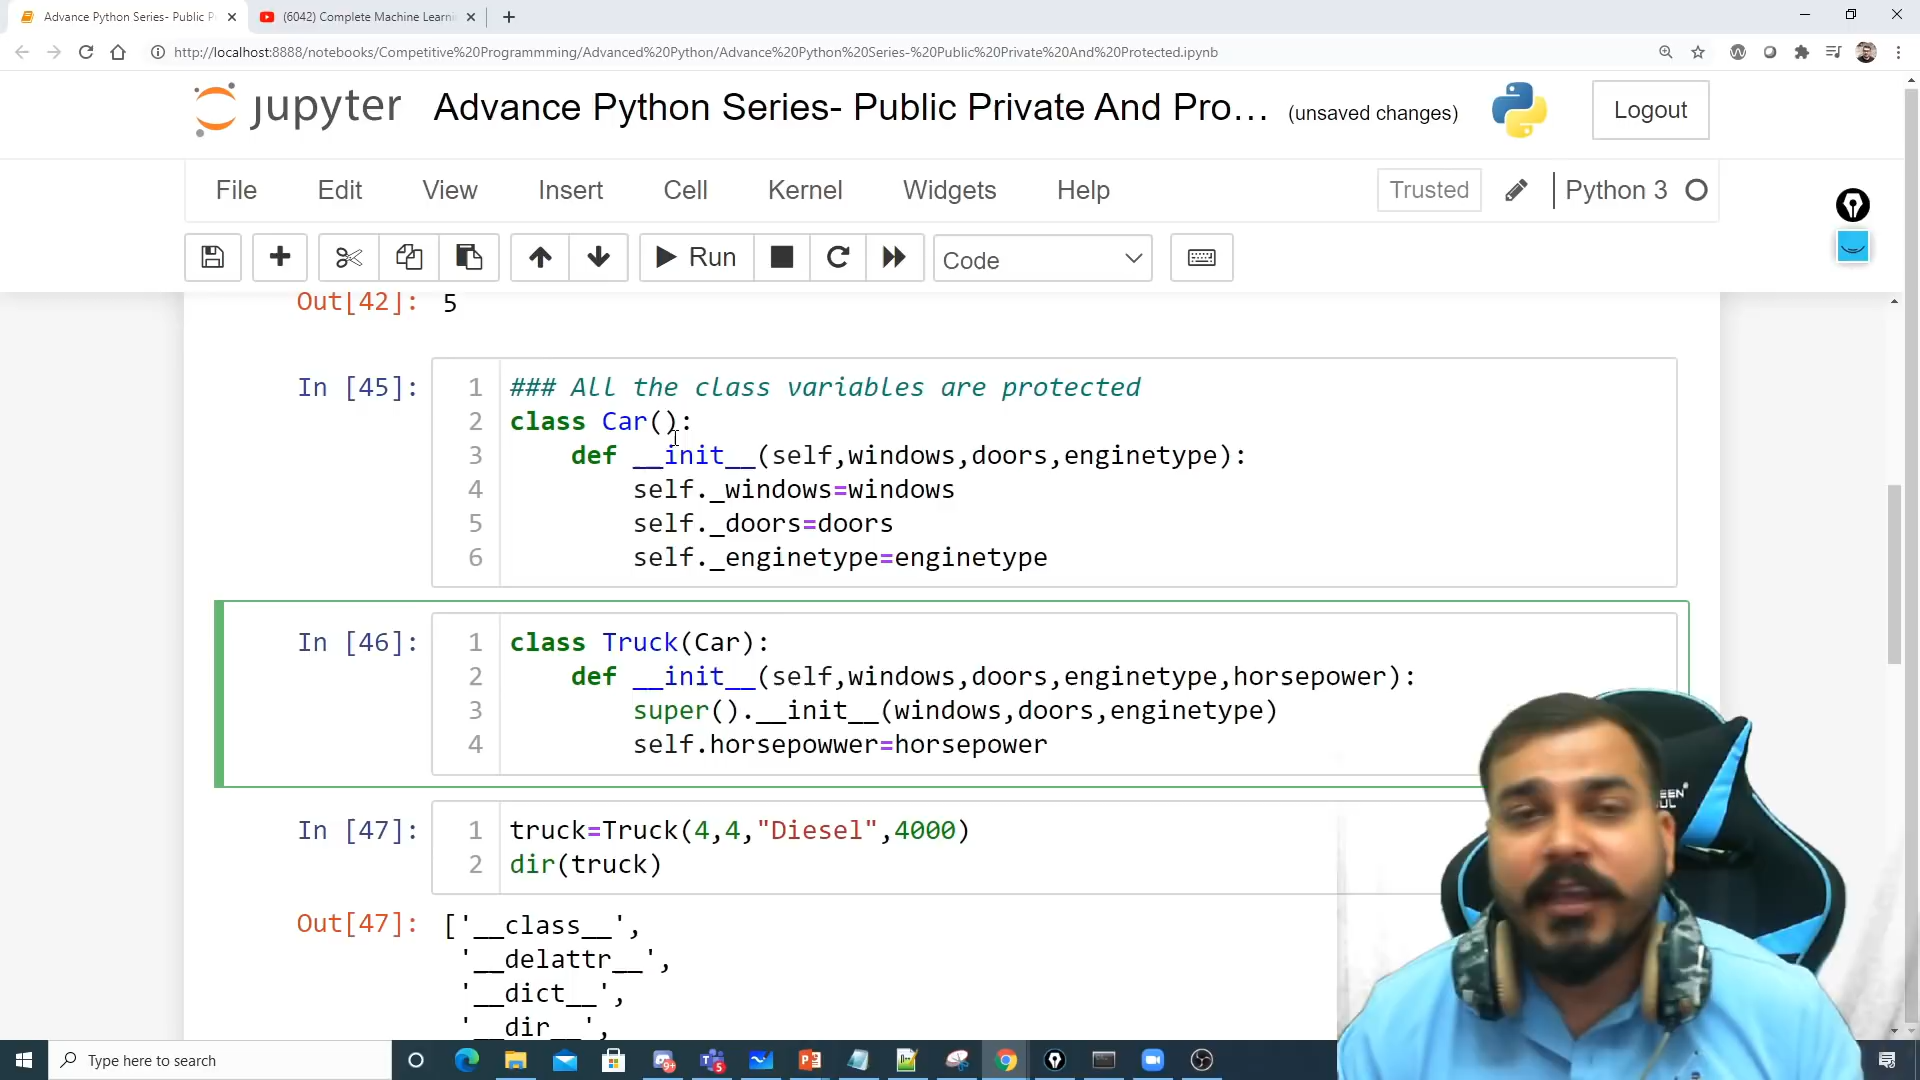 Advance Python Series- Public P
(6042) Complete Machine Learni
http://localhost:8888/notebooks/Competitive%20Programmming/Advanced%20Python/Advance%20Python%20Series-%20Public%20Private%20And%20Protected.ipynb
jupyter Advance Python Series- Public Private And Pro... (unsaved changes) Logout
File Edit View Insert Cell Kernel Widgets Help Trusted Python 3
Run Code
Out[42]: 5
In [45]: 1 ### All the class variables are protected
2 class Car():
3 def __init__(self,windows,doors,enginetype):
4 self._windows=windows
5 self._doors=doors
6 self._enginetype=enginetype
In [46]: 1 class Truck(Car):
2 def __init__(self,windows,doors,enginetype,horsepower):
3 super().__init__(windows,doors,enginetype)
4 self.horsepowwer=horsepower
In [47]: 1 truck=Truck(4,4,"Diesel",4000)
2 dir(truck)
Out[47]: ['__class__',
'__delattr__',
'__dict__',
'__dir__',
Type here to search